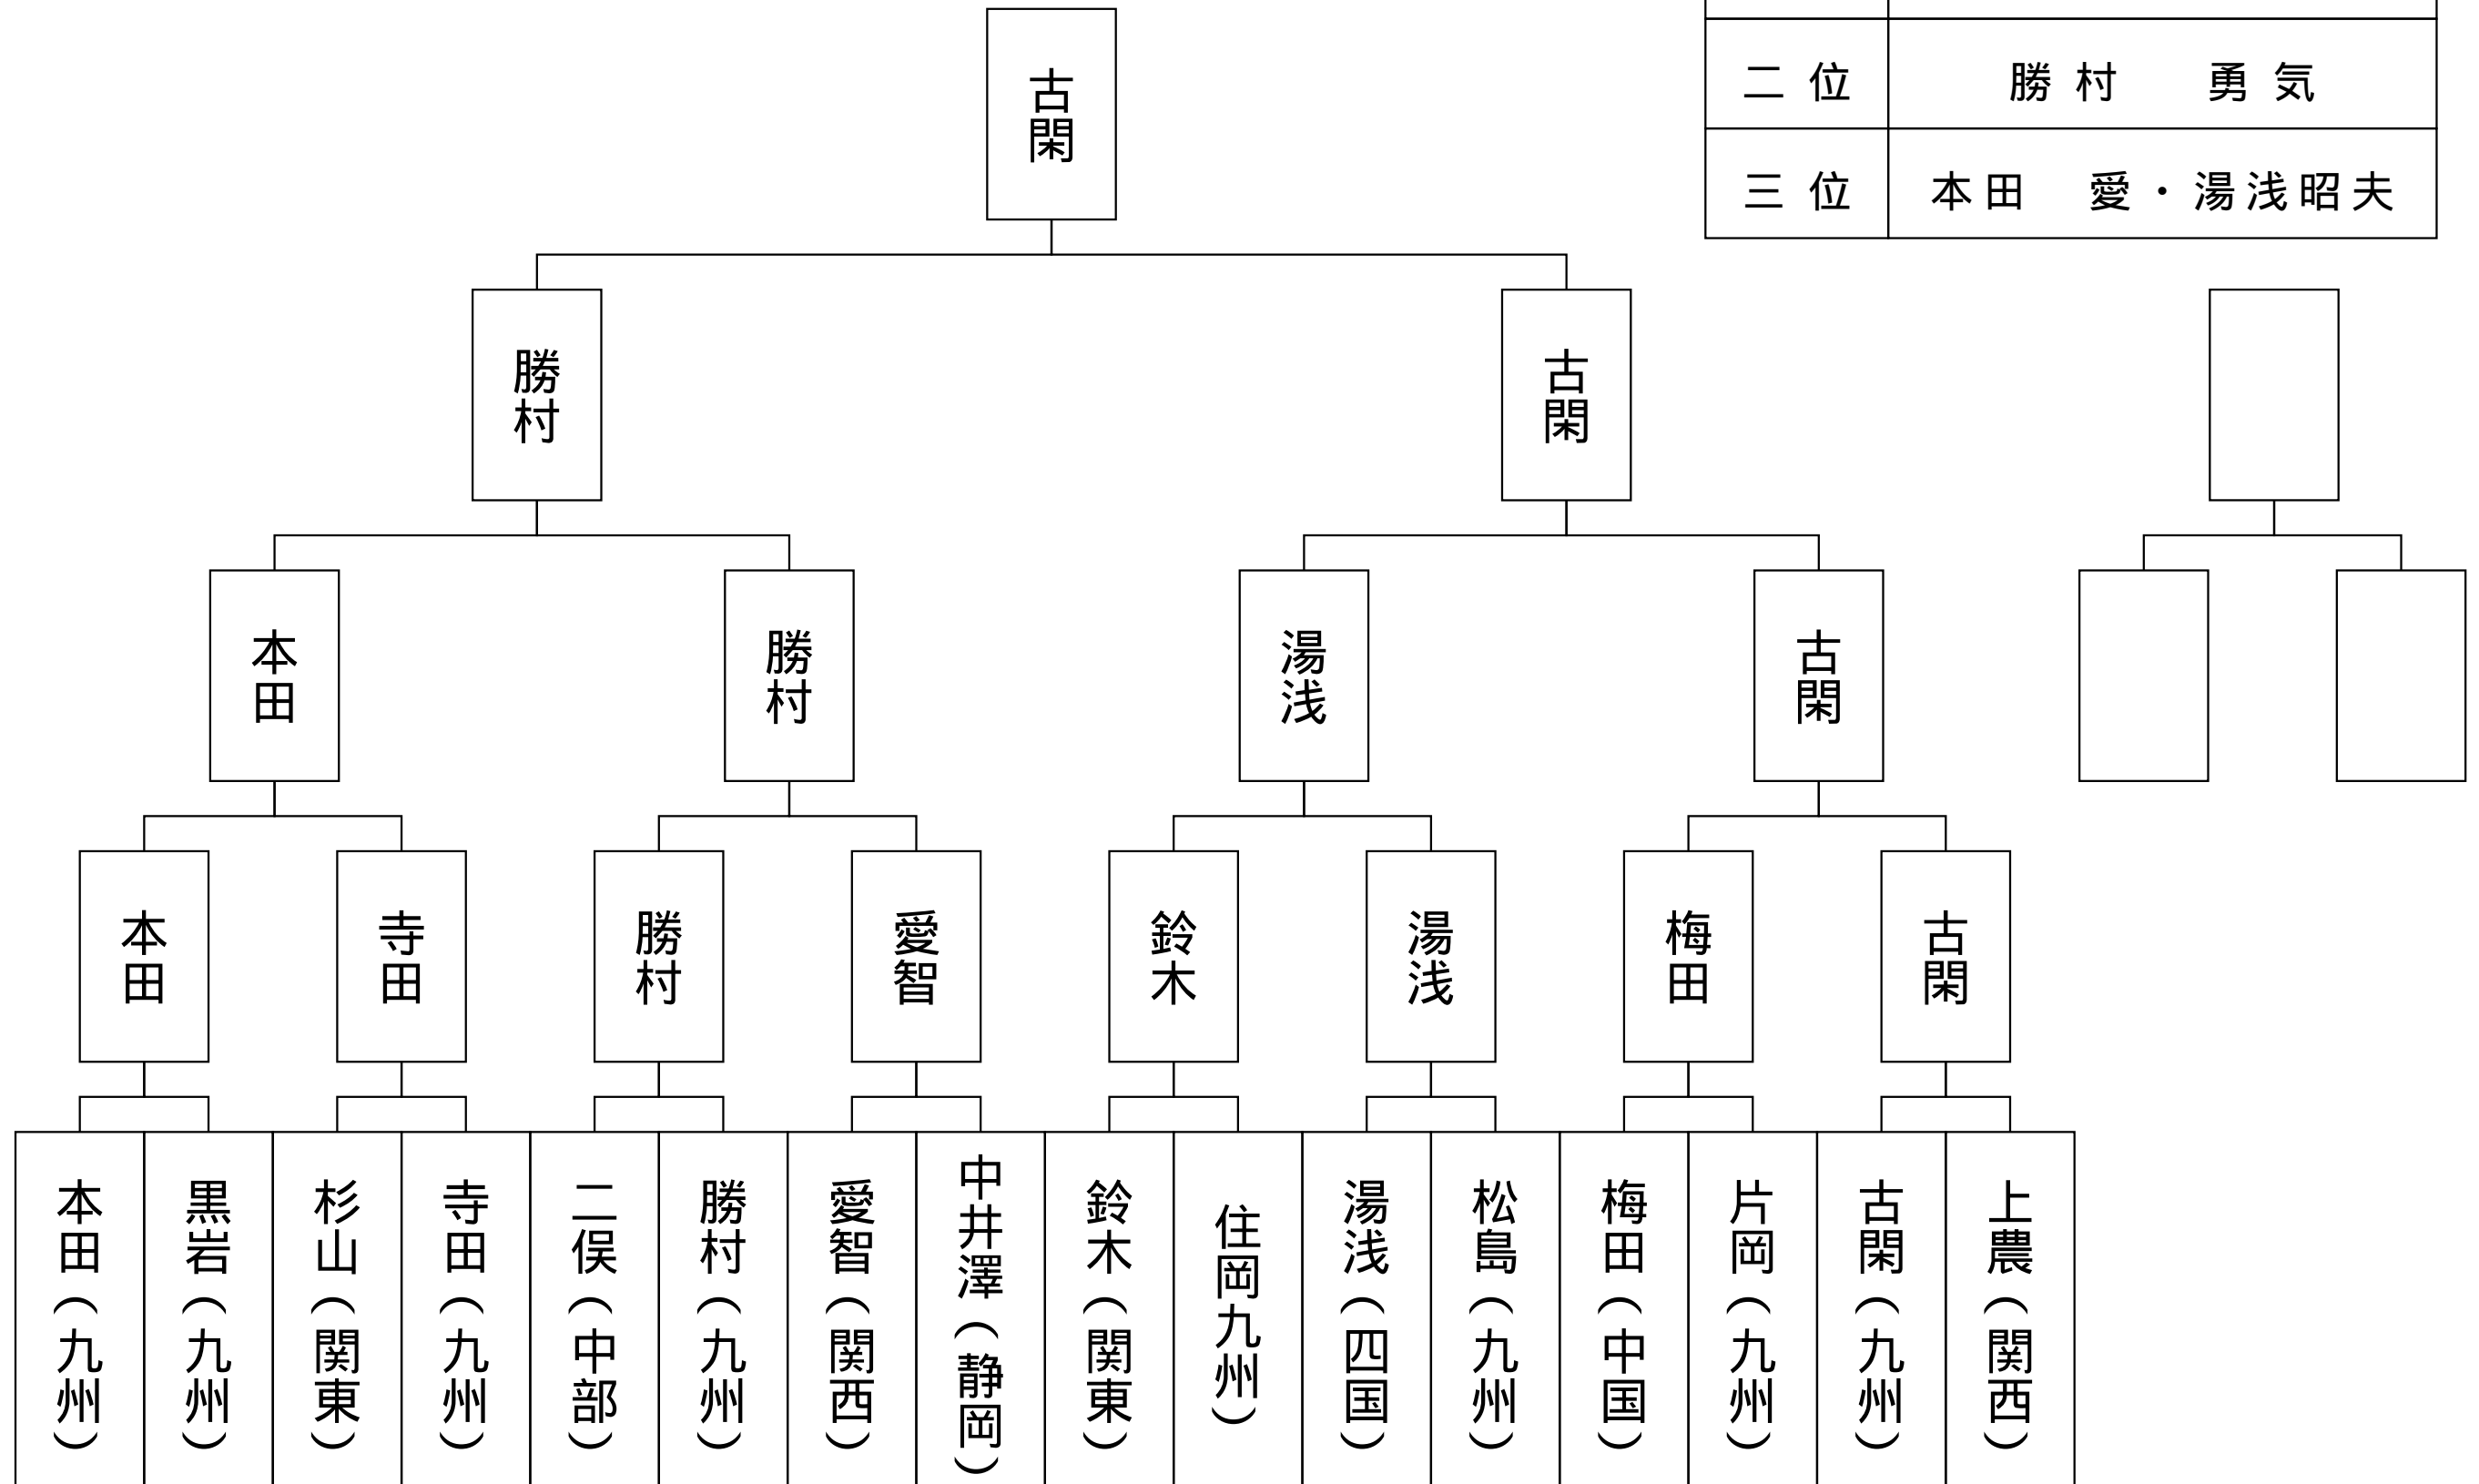 古閑
二位 勝村 勇気
三位 本田 愛・湯浅昭夫
勝村
古閑
本田
勝村
湯浅
古閑
本田
寺田
勝村
愛智
鈴木
湯浅
梅田
古閑
本田（九州）
黒岩（九州）
杉山（関東）
寺田（九州）
二俣（中部）
勝村（九州）
愛智（関西）
中井澤（静岡）
鈴木（関東）
住岡九州）
湯浅（四国）
松島（九州）
梅田（中国）
片岡（九州）
古閑（九州）
上農（関西）